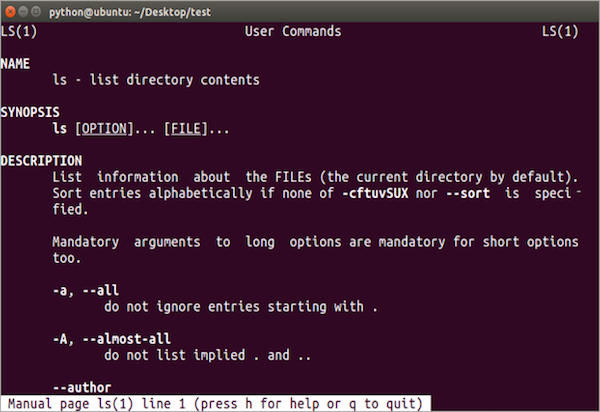 python@ubuntu: ~/Desktop/test
LS(1) User Commands LS(1)
NAME
ls - list directory contents
SYNOPSIS
ls [OPTION]... [FILE]...
DESCRIPTION
List information about the FILEs (the current directory by default).
Sort entries alphabetically if none of -cftuvSUX nor --sort is speci-
fied.
Mandatory arguments to long options are mandatory for short options
too.
-a, --all
do not ignore entries starting with .
-A, --almost-all
do not list implied . and ..
--author
Manual page ls(1) line 1 (press h for help or q to quit)